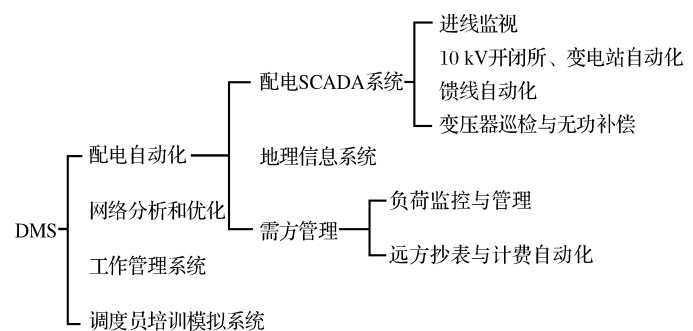 进线监视
10 kV开闭所、变电站自动化
配电SCADA系统
馈线自动化
变压器巡检与无功补偿
配电自动化
地理信息系统
负荷监控与管理
网络分析和优化
需方管理
DMS
远方抄表与计费自动化
工作管理系统
调度员培训模拟系统